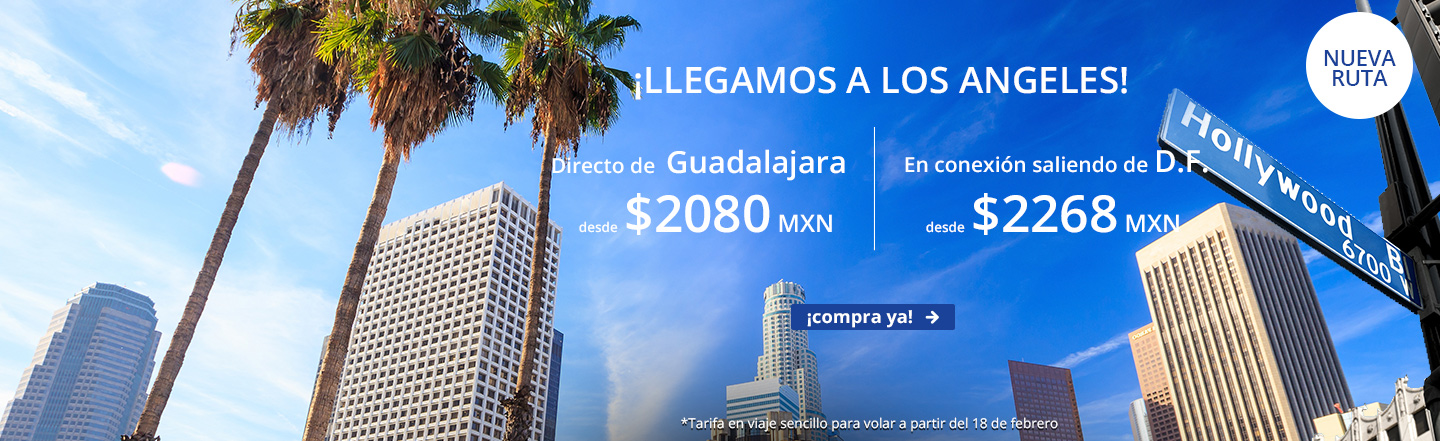 NUEVA
RUTA
¡LLEGAMOS A LOS ANGELES!
Directo de Guadalajara
desde $2080 MXN
En conexión saliendo de D.F.
desde $2268 MXN
Hollywood B
6700 W
¡compra ya!
*Tarifa en viaje sencillo para volar a partir del 18 de febrero